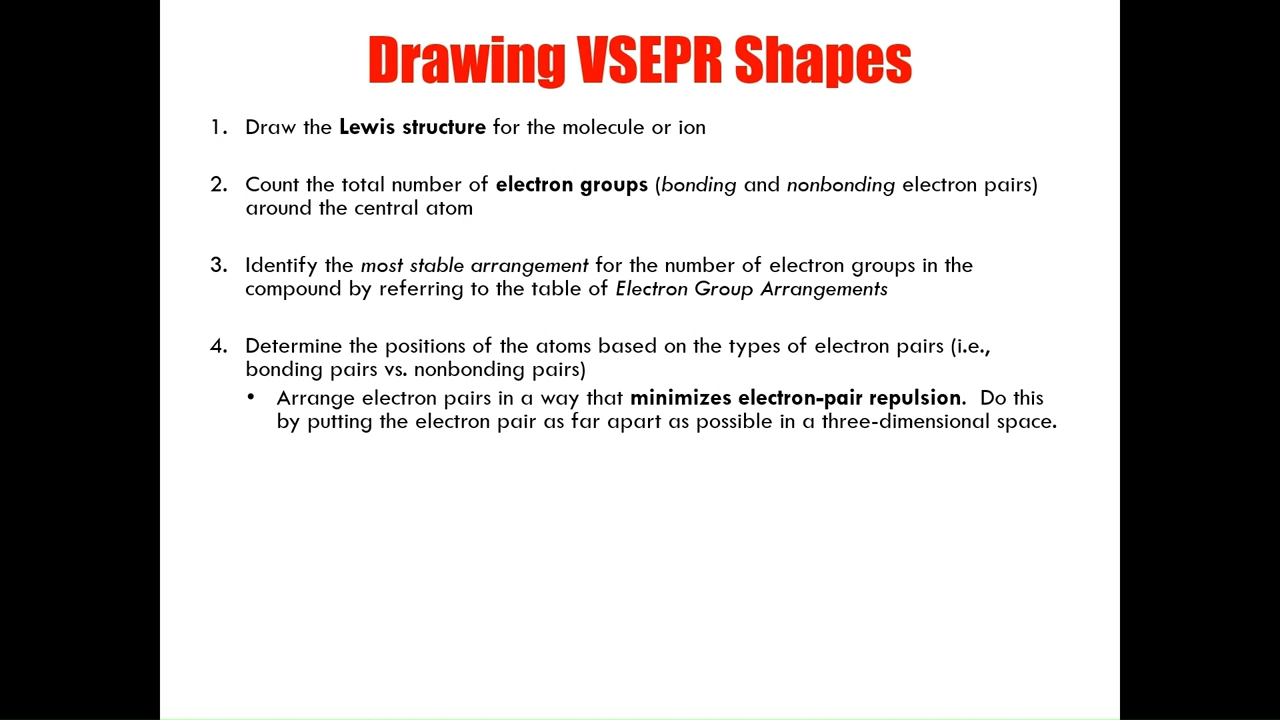 Drawing VSEPR Shapes
1. Draw the Lewis structure for the molecule or ion
2. Count the total number of electron groups (bonding and nonbonding electron pairs)
around the central atom
3. Identify the most stable arrangement for the number of electron groups in the
compound by referring to the table of Electron Group Arrangements
4. Determine the positions of the atoms based on the types of electron pairs (i.e.,
bonding pairs vs. nonbonding pairs)
• Arrange electron pairs in a way that minimizes electron-pair repulsion. Do this
by putting the electron pair as far apart as possible in a three-dimensional space.